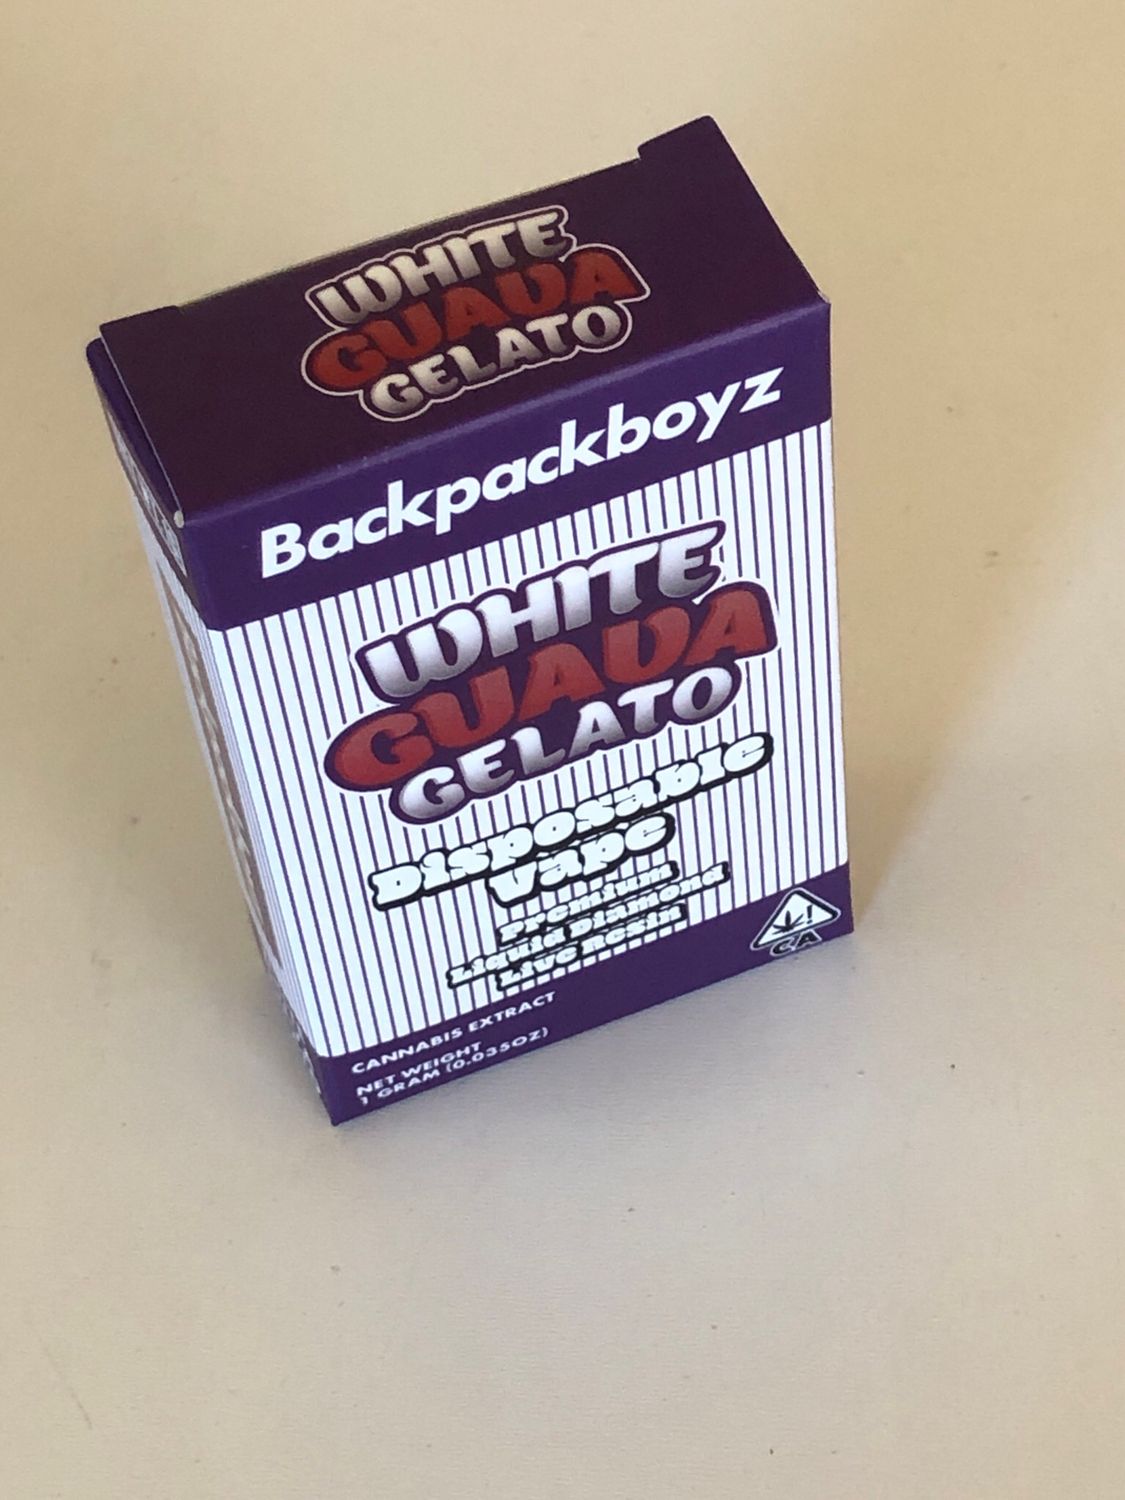 WHITE
GUAVA
GELATO
Backpackboyz
WHITE
GUAVA
GELATO
Disposable
Vape
Premium
Liquid Diamond
Live Resin
CA
CANNABIS EXTRACT
NET WEIGHT
1 GRAM (0.035OZ)